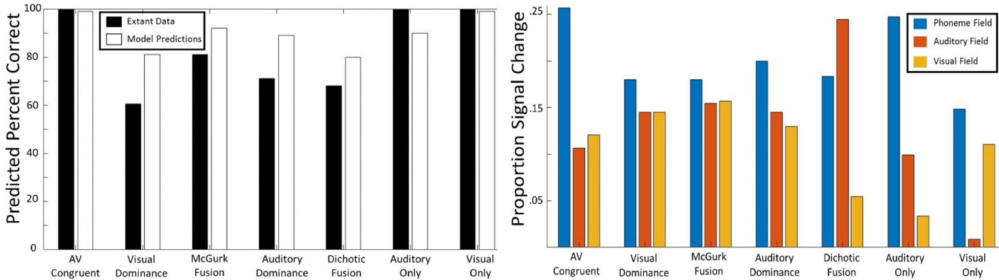 Predicted Percent Correct
100
80
60
40
20
0
Extant Data
Model Predictions
AV Congruent
Visual Dominance
McGurk Fusion
Auditory Dominance
Dichotic Fusion
Auditory Only
Visual Only
Proportion Signal Change
.25
.15
.05
Phoneme Field
Auditory Field
Visual Field
AV Congruent
Visual Dominance
McGurk Fusion
Auditory Dominance
Dichotic Fusion
Auditory Only
Visual Only